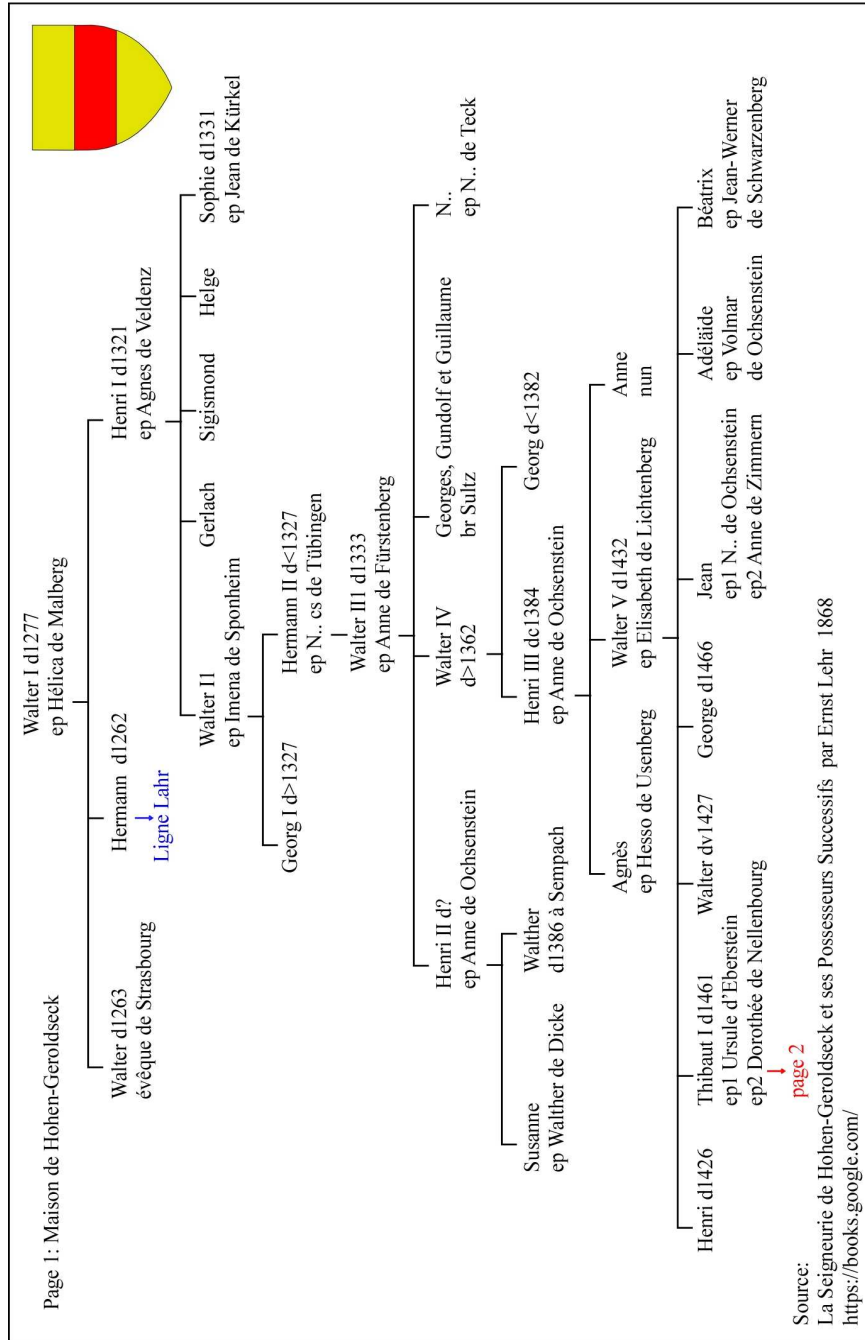 Page 1: Maison de Hohen-Geroldseck
Walter I d1277
ep Hélica de Malberg
Walter d1263
évêque de Strasbourg
Hermann  d1262
Ligne Lahr
Henri I d1321
ep Agnes de Veldenz
Walter I1
ep Imena de Sponheim
Gerlach
Sigismond
Helge
Sophie d1331
ep Jean de Kürkel
Georg I d>1327
Hermann II d<1327
ep N.. cs de Tübingen
Walter II1 d1333
ep Anne de Fürstenberg
Henri II d?
ep Anne de Ochsenstein
Walter IV
d>1362
Georges, Gundolf et Guillaume
br Sultz
N..
ep N.. de Teck
Susanne
ep Walther de Dicke
Walther
d1386 à Sempach
Henri III dc1384
ep Anne de Ochsenstein
Georg d<1382
Agnès
ep Hesso de Usenberg
Walter V d1432
ep Elisabeth de Lichtenberg
Anne
nun
Henri d1426
Thibaut I d1461
ep1 Ursule d'Eberstein
ep2 Dorothée de Nellenbourg
page 2
Walter dv1427
George d1466
Jean
ep1 N.. de Ochsenstein
ep2 Anne de Zimmern
Adélaïde
ep Volmar
de Ochsenstein
Béatrix
ep Jean-Werner
de Schwarzenberg
Source:
La Seigneurie de Hohen-Geroldseck et ses Possesseurs Successifs  par Ernst Lehr  1868
https://books.google.com/